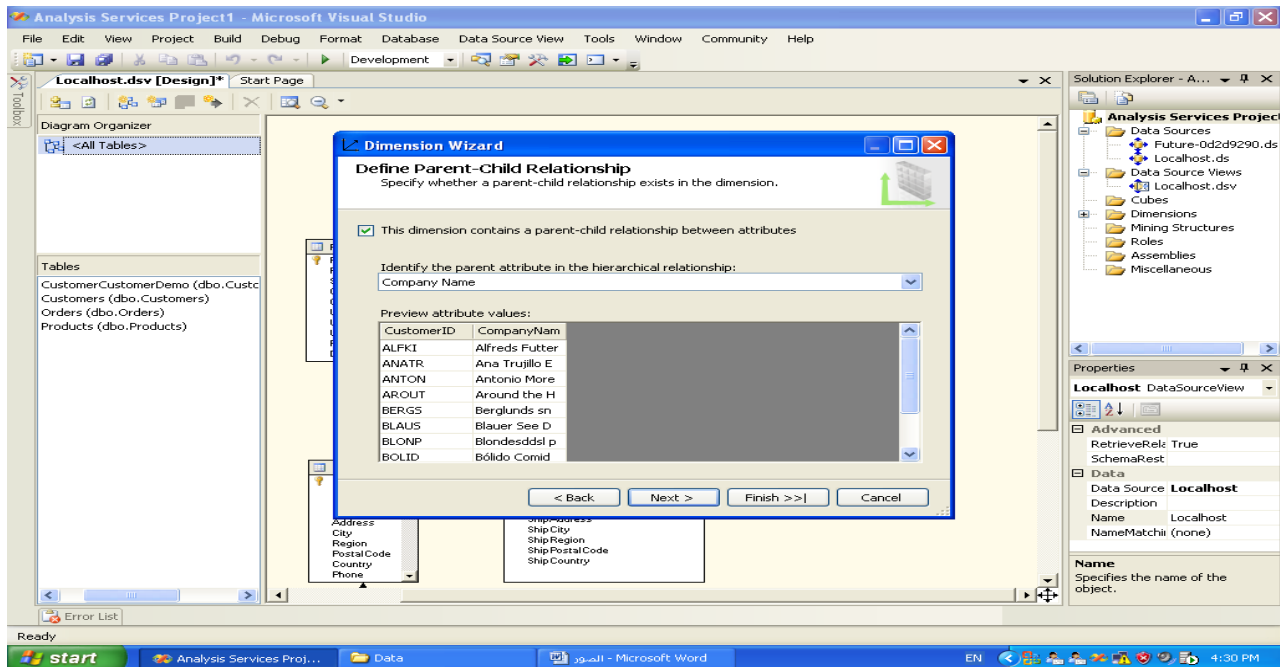 Analysis Services Project1 - Microsoft Visual Studio
File Edit View Project Build Debug Format Database Data Source View Tools Window Community Help
Development
Localhost.dsv [Design]* Start Page
Toolbox
Diagram Organizer
<All Tables>
Tables
CustomerCustomerDemo (dbo.Custc
Customers (dbo.Customers)
Orders (dbo.Orders)
Products (dbo.Products)
Dimension Wizard
Define Parent-Child Relationship
Specify whether a parent-child relationship exists in the dimension.
This dimension contains a parent-child relationship between attributes
Identify the parent attribute in the hierarchical relationship:
Company Name
Preview attribute values:
CustomerID CompanyNam
ALFKI Alfreds Futter
ANATR Ana Trujillo E
ANTON Antonio More
AROUT Around the H
BERGS Berglunds sn
BLAUS Blauer See D
BLONP Blondesddsl p
BOLID Bólido Comid
< Back Next > Finish >>| Cancel
Address
City
Region
PostalCode
Country
Phone
ShipAddress
ShipCity
ShipRegion
ShipPostalCode
ShipCountry
Solution Explorer - A...
Analysis Services Projec
Data Sources
Future-0d2d9290.ds
Localhost.ds
Data Source Views
Localhost.dsv
Cubes
Dimensions
Mining Structures
Roles
Assemblies
Miscellaneous
Properties
Localhost DataSourceView
Advanced
RetrieveRela True
SchemaRest
Data
Data Source Localhost
Description
Name Localhost
NameMatchi (none)
Name
Specifies the name of the
object.
Error List
Ready
start Analysis Services Proj... Data الصور - Microsoft Word EN 4:30 PM